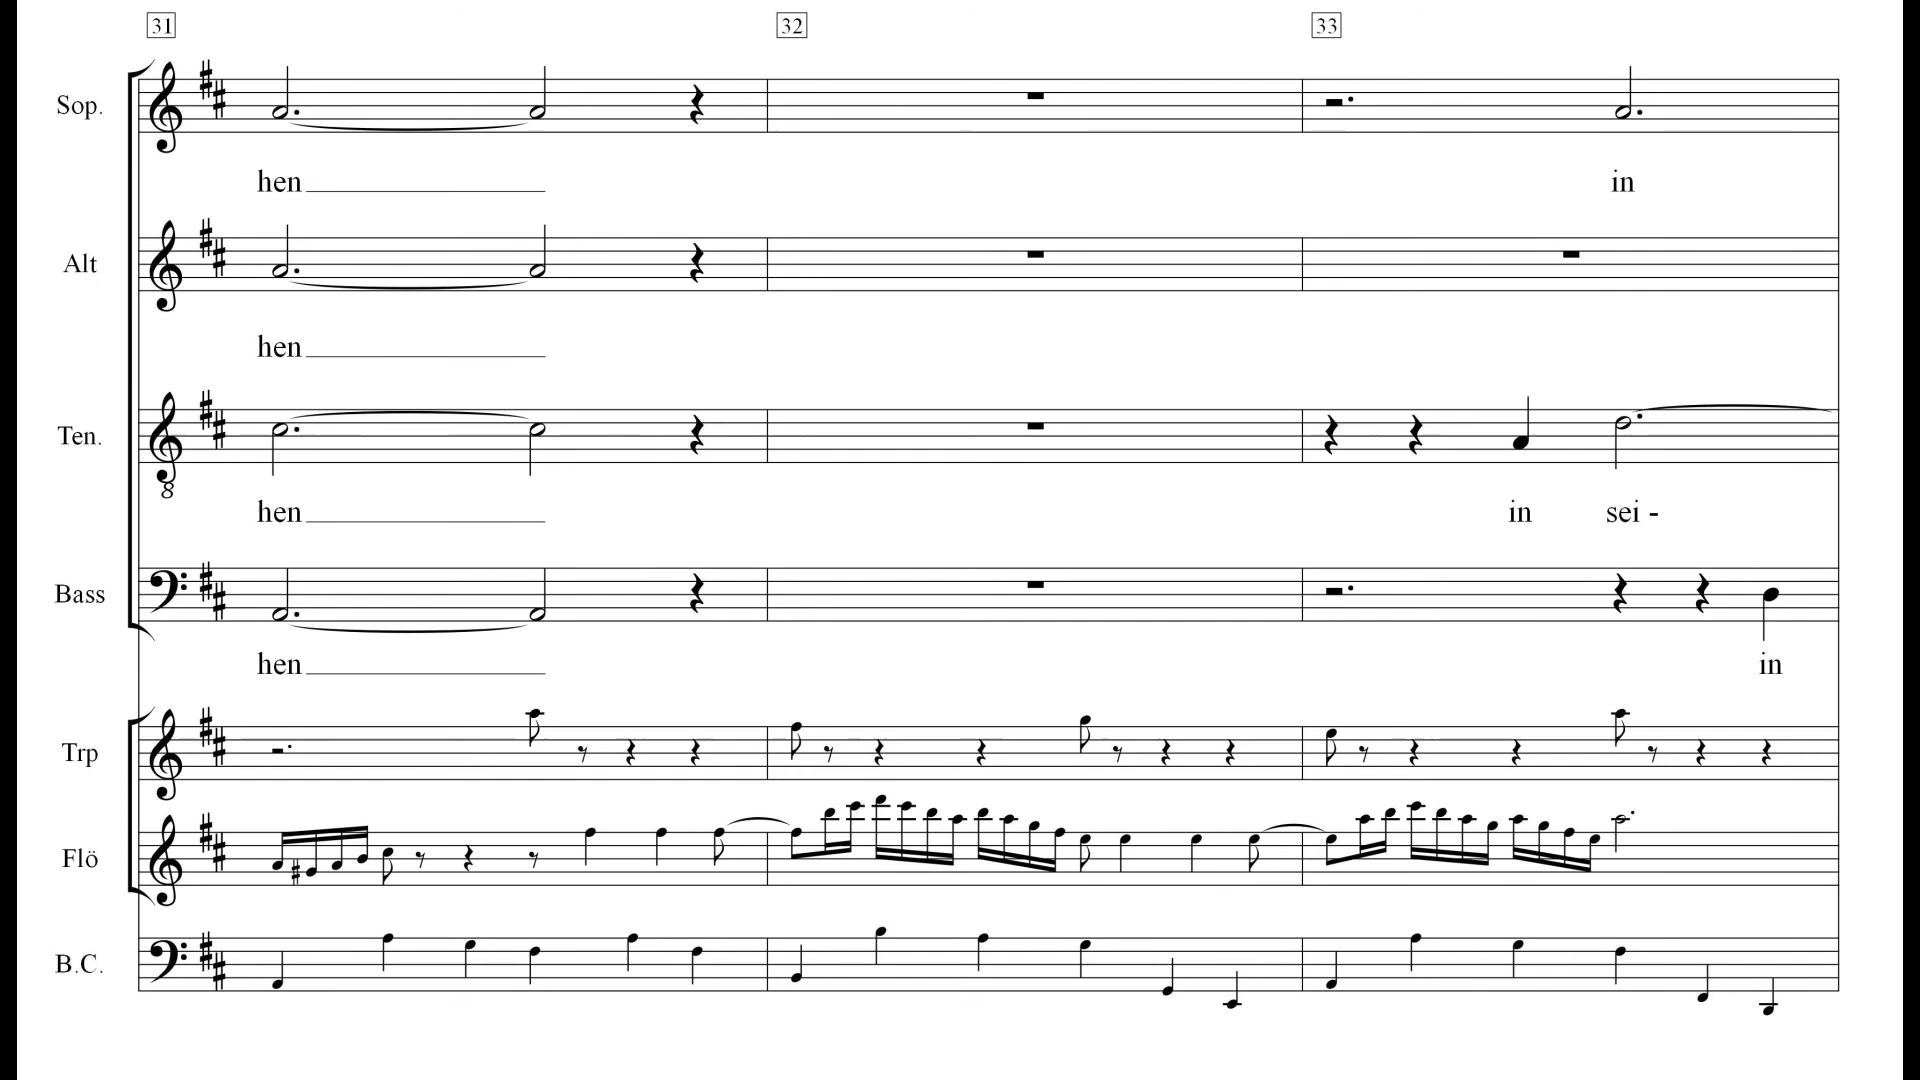 31 32 33
Sop.
hen in
Alt
hen
Ten.
8
hen in sei -
Bass
hen in
Trp
Flö
B.C.